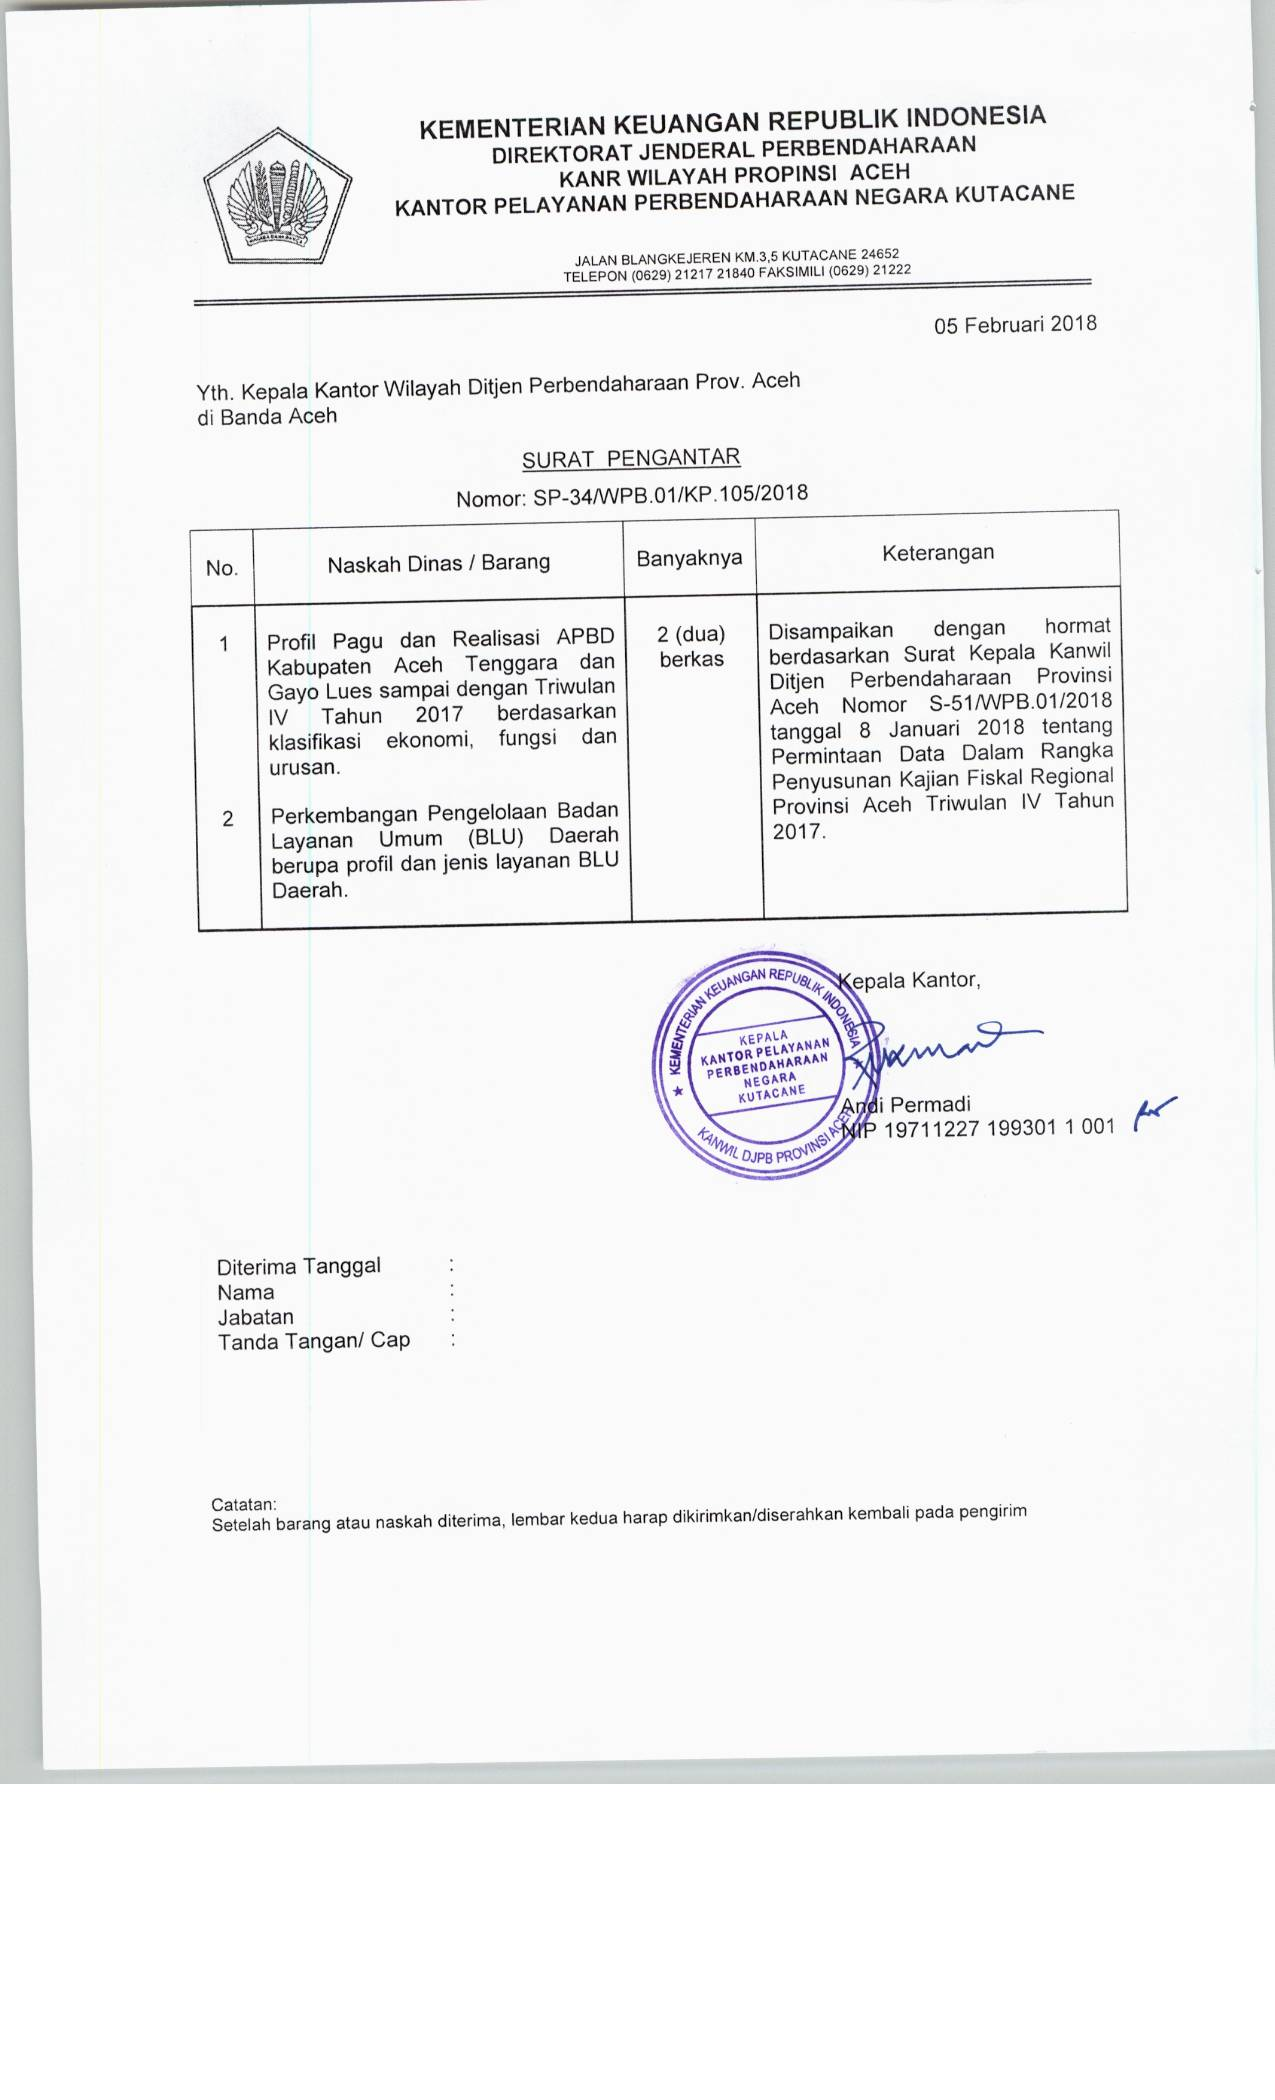 KEMENTERIAN KEUANGAN REPUBLIK INDONESIA
DIREKTORAT JENDERAL PERBENDAHARAAN
KANR WILAYAH PROPINSI ACEH
KANTOR PELAYANAN PERBENDAHARAAN NEGARA KUTACANE
JALAN BLANGKEJEREN KM.3,5 KUTACANE 24652
TELEPON (0629) 21217 21840 FAKSIMILI (0629) 21222
05 Februari 2018
Yth. Kepala Kantor Wilayah Ditjen Perbendaharaan Prov. Aceh
di Banda Aceh
SURAT PENGANTAR
Nomor: SP-34/WPB.01/KP.105/2018
No.
Naskah Dinas / Barang
Banyaknya
Keterangan
1
Profil Pagu dan Realisasi APBD
Kabupaten Aceh Tenggara dan
Gayo Lues sampai dengan Triwulan
IV Tahun 2017 berdasarkan
klasifikasi ekonomi, fungsi dan
urusan.
2
Perkembangan Pengelolaan Badan
Layanan Umum (BLU) Daerah
berupa profil dan jenis layanan BLU
Daerah.
2 (dua)
berkas
Disampaikan dengan hormat
berdasarkan Surat Kepala Kanwil
Ditjen Perbendaharaan Provinsi
Aceh Nomor S-51/WPB.01/2018
tanggal 8 Januari 2018 tentang
Permintaan Data Dalam Rangka
Penyusunan Kajian Fiskal Regional
Provinsi Aceh Triwulan IV Tahun
2017.
Kepala Kantor,
KEMENTERIAN KEUANGAN REPUBLIK INDONESIA
KEPALA
KANTOR PELAYANAN
PERBENDAHARAAN
NEGARA
KUTACANE
KANWIL DJPB PROVINSI ACEH
Andi Permadi
NIP 19711227 199301 1 001
Diterima Tanggal :
Nama :
Jabatan :
Tanda Tangan/ Cap :
Catatan:
Setelah barang atau naskah diterima, lembar kedua harap dikirimkan/diserahkan kembali pada pengirim